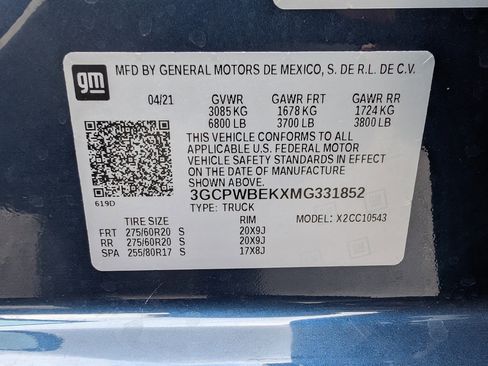 gm
MFD BY GENERAL MOTORS DE MEXICO, S. DE R.L. DE C.V.
04/21 GVWR GAWR FRT GAWR RR
3085 KG 1678 KG 1724 KG
6800 LB 3700 LB 3800 LB
THIS VEHICLE CONFORMS TO ALL
APPLICABLE U.S. FEDERAL MOTOR
VEHICLE SAFETY STANDARDS IN EFFECT
ON THE DATE OF MANUFACTURE SHOWN ABOVE.
619D 3GCPWBEKXMG331852
TYPE: TRUCK MODEL: X2CC10543
TIRE SIZE RIM
FRT 275/60R20 S 20X9J
RR 275/60R20 S 20X9J
SPA 255/80R17 S 17X8J